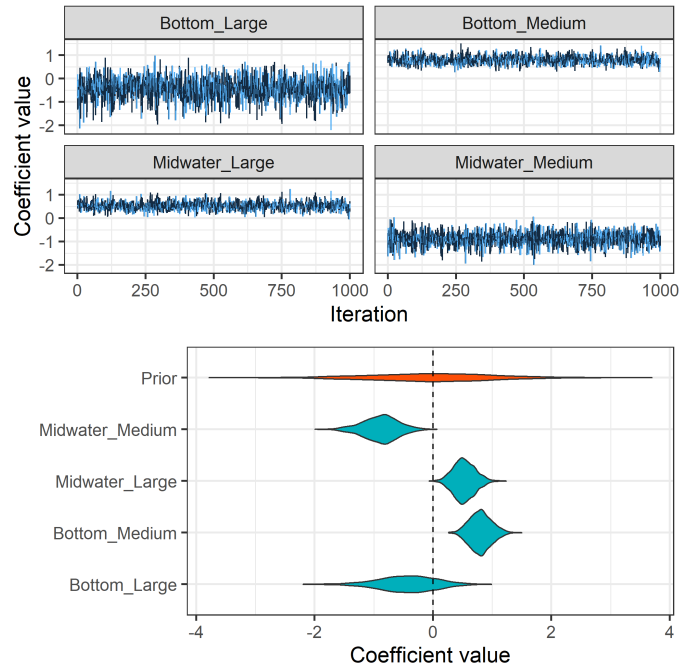 Bottom_Large Bottom_Medium
1
0
-1
-2
Midwater_Large Midwater_Medium
1
0
-1
-2
Coefficient value
0 250 500 750 1000 0 250 500 750 1000
Iteration
Prior
Midwater_Medium
Midwater_Large
Bottom_Medium
Bottom_Large
-4 -2 0 2 4
Coefficient value